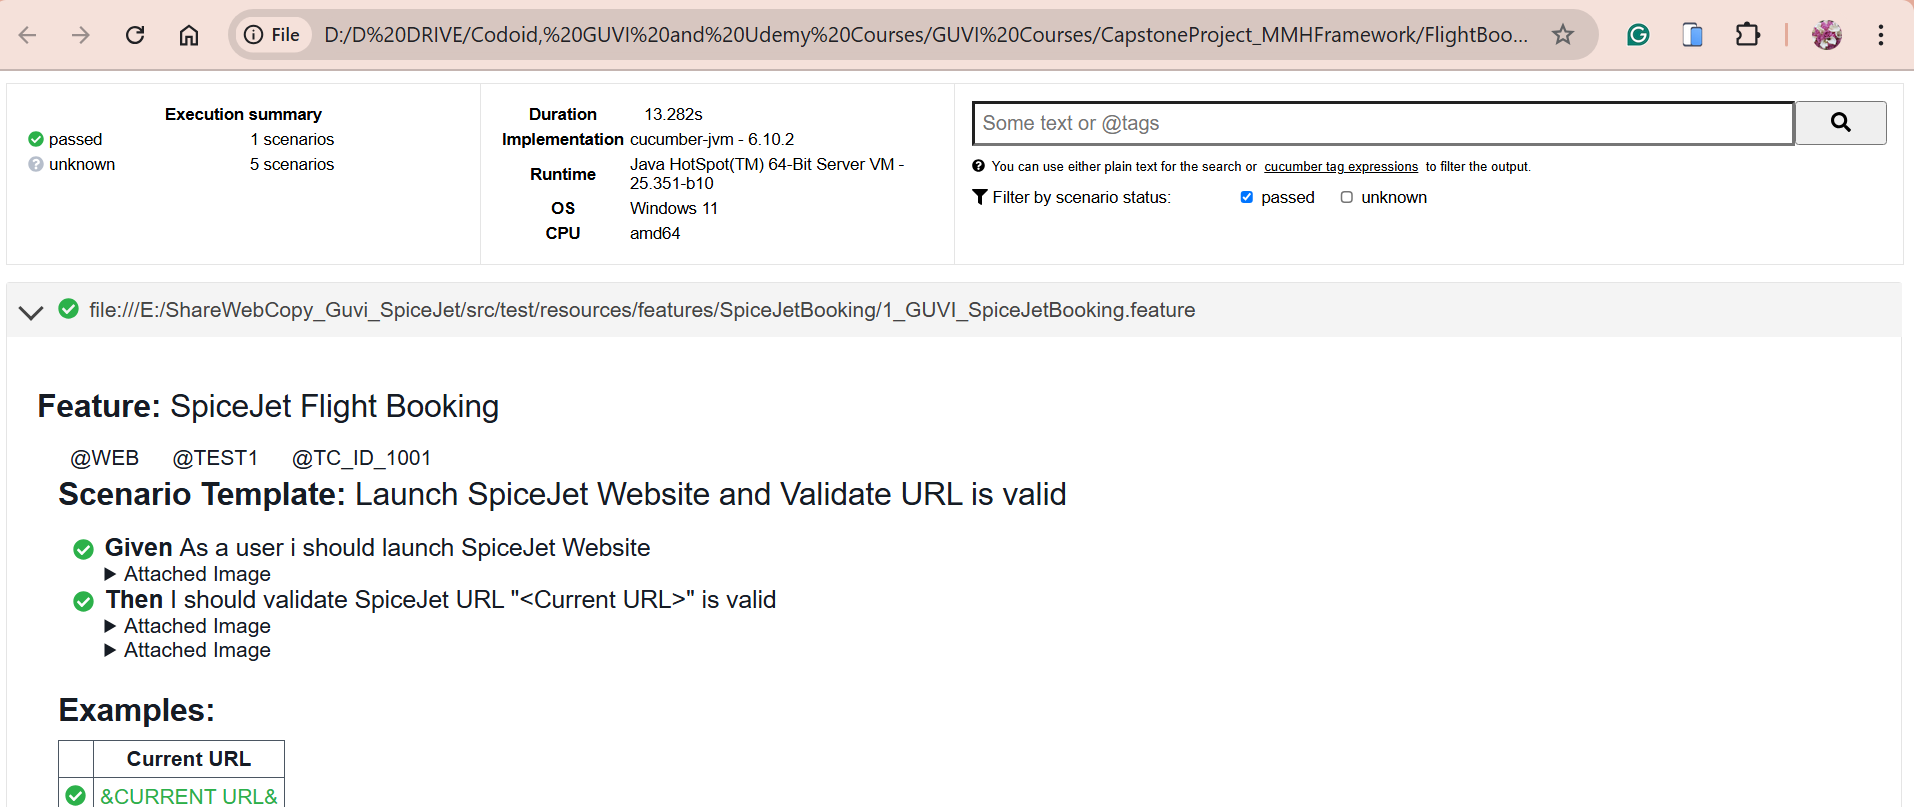 File D:/D%20DRIVE/Codoid,%20GUVI%20and%20Udemy%20Courses/GUVI%20Courses/CapstoneProject_MMHFramework/FlightBoo...
Execution summary
passed 1 scenarios
unknown 5 scenarios
Duration 13.282s
Implementation cucumber-jvm - 6.10.2
Runtime Java HotSpot(TM) 64-Bit Server VM -
25.351-b10
OS Windows 11
CPU amd64
Some text or @tags
You can use either plain text for the search or cucumber tag expressions to filter the output.
Filter by scenario status: passed unknown
file:///E:/ShareWebCopy_Guvi_SpiceJet/src/test/resources/features/SpiceJetBooking/1_GUVI_SpiceJetBooking.feature
Feature: SpiceJet Flight Booking
@WEB @TEST1 @TC_ID_1001
Scenario Template: Launch SpiceJet Website and Validate URL is valid
Given As a user i should launch SpiceJet Website
Attached Image
Then I should validate SpiceJet URL "<Current URL>" is valid
Attached Image
Attached Image
Examples:
Current URL
&CURRENT URL&